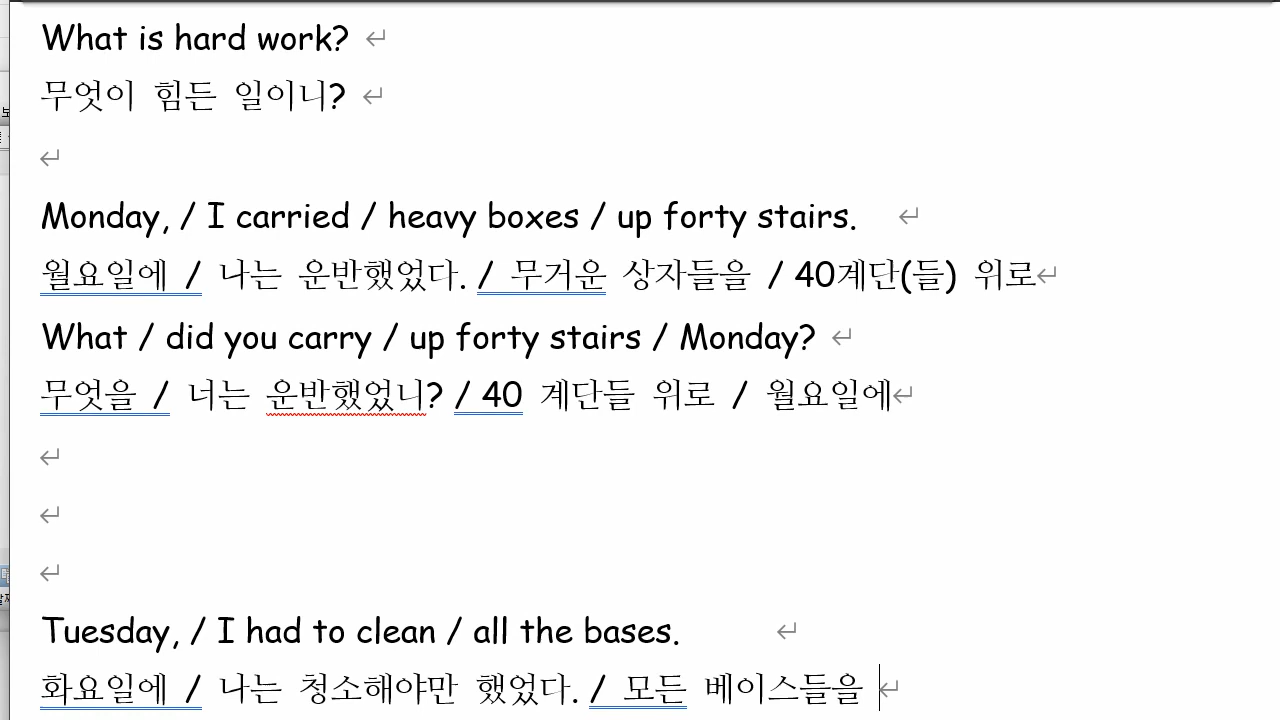 What is hard work?
무엇이 힘든 일이니?
Monday, / I carried / heavy boxes / up forty stairs.
월요일에 / 나는 운반했었다. / 무거운 상자들을 / 40계단(들) 위로
What / did you carry / up forty stairs / Monday?
무엇을 / 너는 운반했었니? / 40 계단들 위로 / 월요일에
Tuesday, / I had to clean / all the bases.
화요일에 / 나는 청소해야만 했었다. / 모든 베이스들을